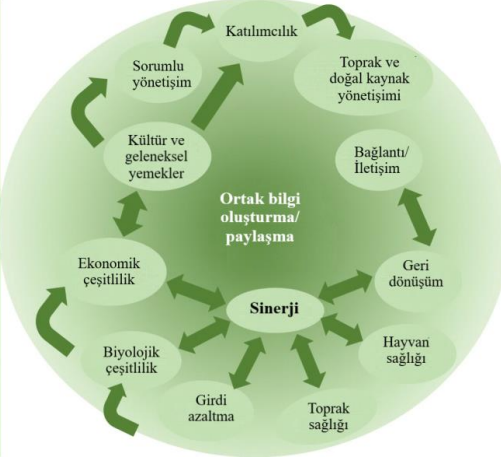 Katılımcılık
Sorumlu
yönetişim
Toprak ve
doğal kaynak
yönetişimi
Kültür ve
geleneksel
yemekler
Bağlantı/
İletişim
Ortak bilgi
oluşturma/
paylaşma
Ekonomik
çeşitlilik
Geri
dönüşüm
Sinerji
Biyolojik
çeşitlilik
Hayvan
sağlığı
Girdi
azaltma
Toprak
sağlığı